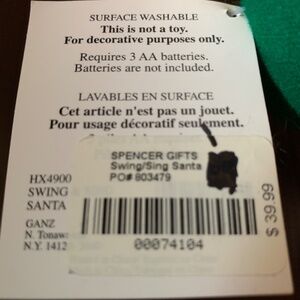 SURFACE WASHABLE
This is not a toy.
For decorative purposes only.
Requires 3 AA batteries.
Batteries are not included.
LAVABLES EN SURFACE
Cet article n'est pas un jouet.
Pour usage décoratif seulement.
SPENCER GIFTS
Swing/Sing Santa
PO# 803479
00074104
$ 39.99
HX4900
SWING
SANTA
GANZ
N. Tonaw
N.Y. 1412